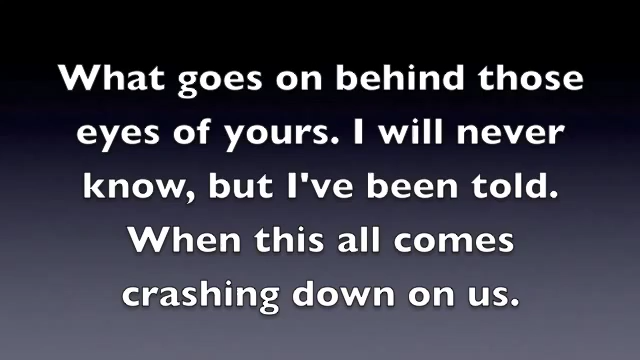 What goes on behind those
eyes of yours. I will never
know, but I've been told.
When this all comes
crashing down on us.